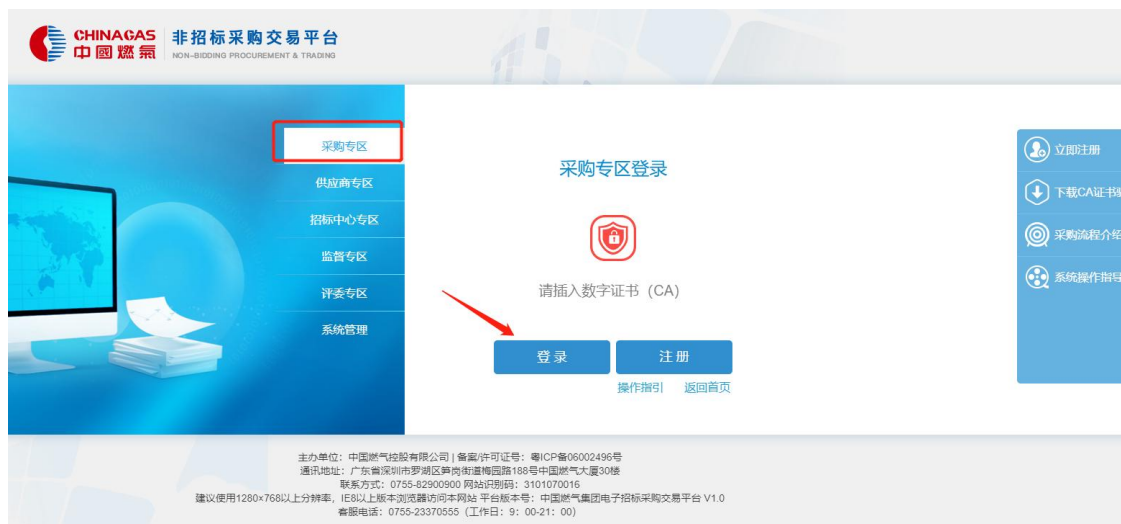 CHINAGAS
中國燃氣
非招标采购交易平台
NON-BIDDING PROCUREMENT & TRADING
采购专区
供应商专区
招标中心专区
监督专区
评委专区
系统管理
采购专区登录
请插入数字证书（CA）
登 录
注 册
操作指引 返回首页
立即注册
下载CA证书
采购流程介绍
系统操作指导
主办单位：中国燃气控股有限公司 | 备案/许可证号：粤ICP备06002496号
通讯地址：广东省深圳市罗湖区笋岗街道梅园路188号中国燃气大厦30楼
联系方式：0755-82900900 网站识别码：3101070016
建议使用1280×768以上分辨率，IE8以上版本浏览器访问本网站 平台版本号：中国燃气集团电子招标采购交易平台 V1.0
客服电话：0755-23370555（工作日：9：00-21：00）